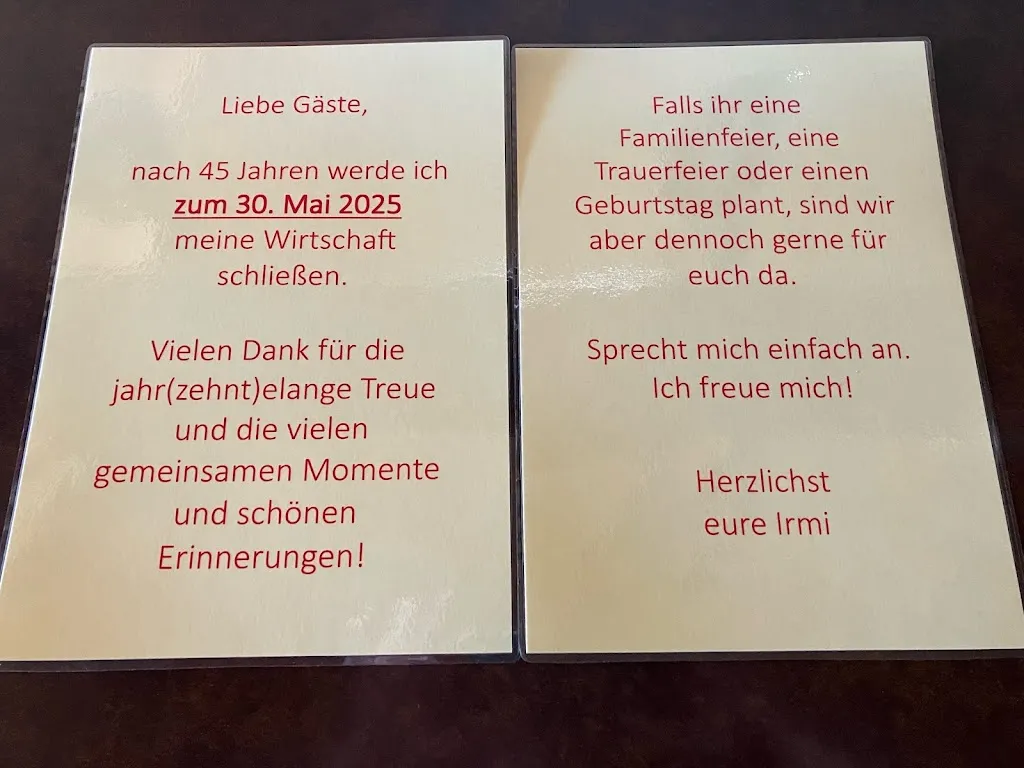 Liebe Gäste,
nach 45 Jahren werde ich
zum 30. Mai 2025
meine Wirtschaft
schließen.
Vielen Dank für die
jahr(zehnt)elange Treue
und die vielen
gemeinsamen Momente
und schönen
Erinnerungen!
Falls ihr eine
Familienfeier, eine
Trauerfeier oder einen
Geburtstag plant, sind wir
aber dennoch gerne für
euch da.
Sprecht mich einfach an.
Ich freue mich!
Herzlichst
eure Irmi